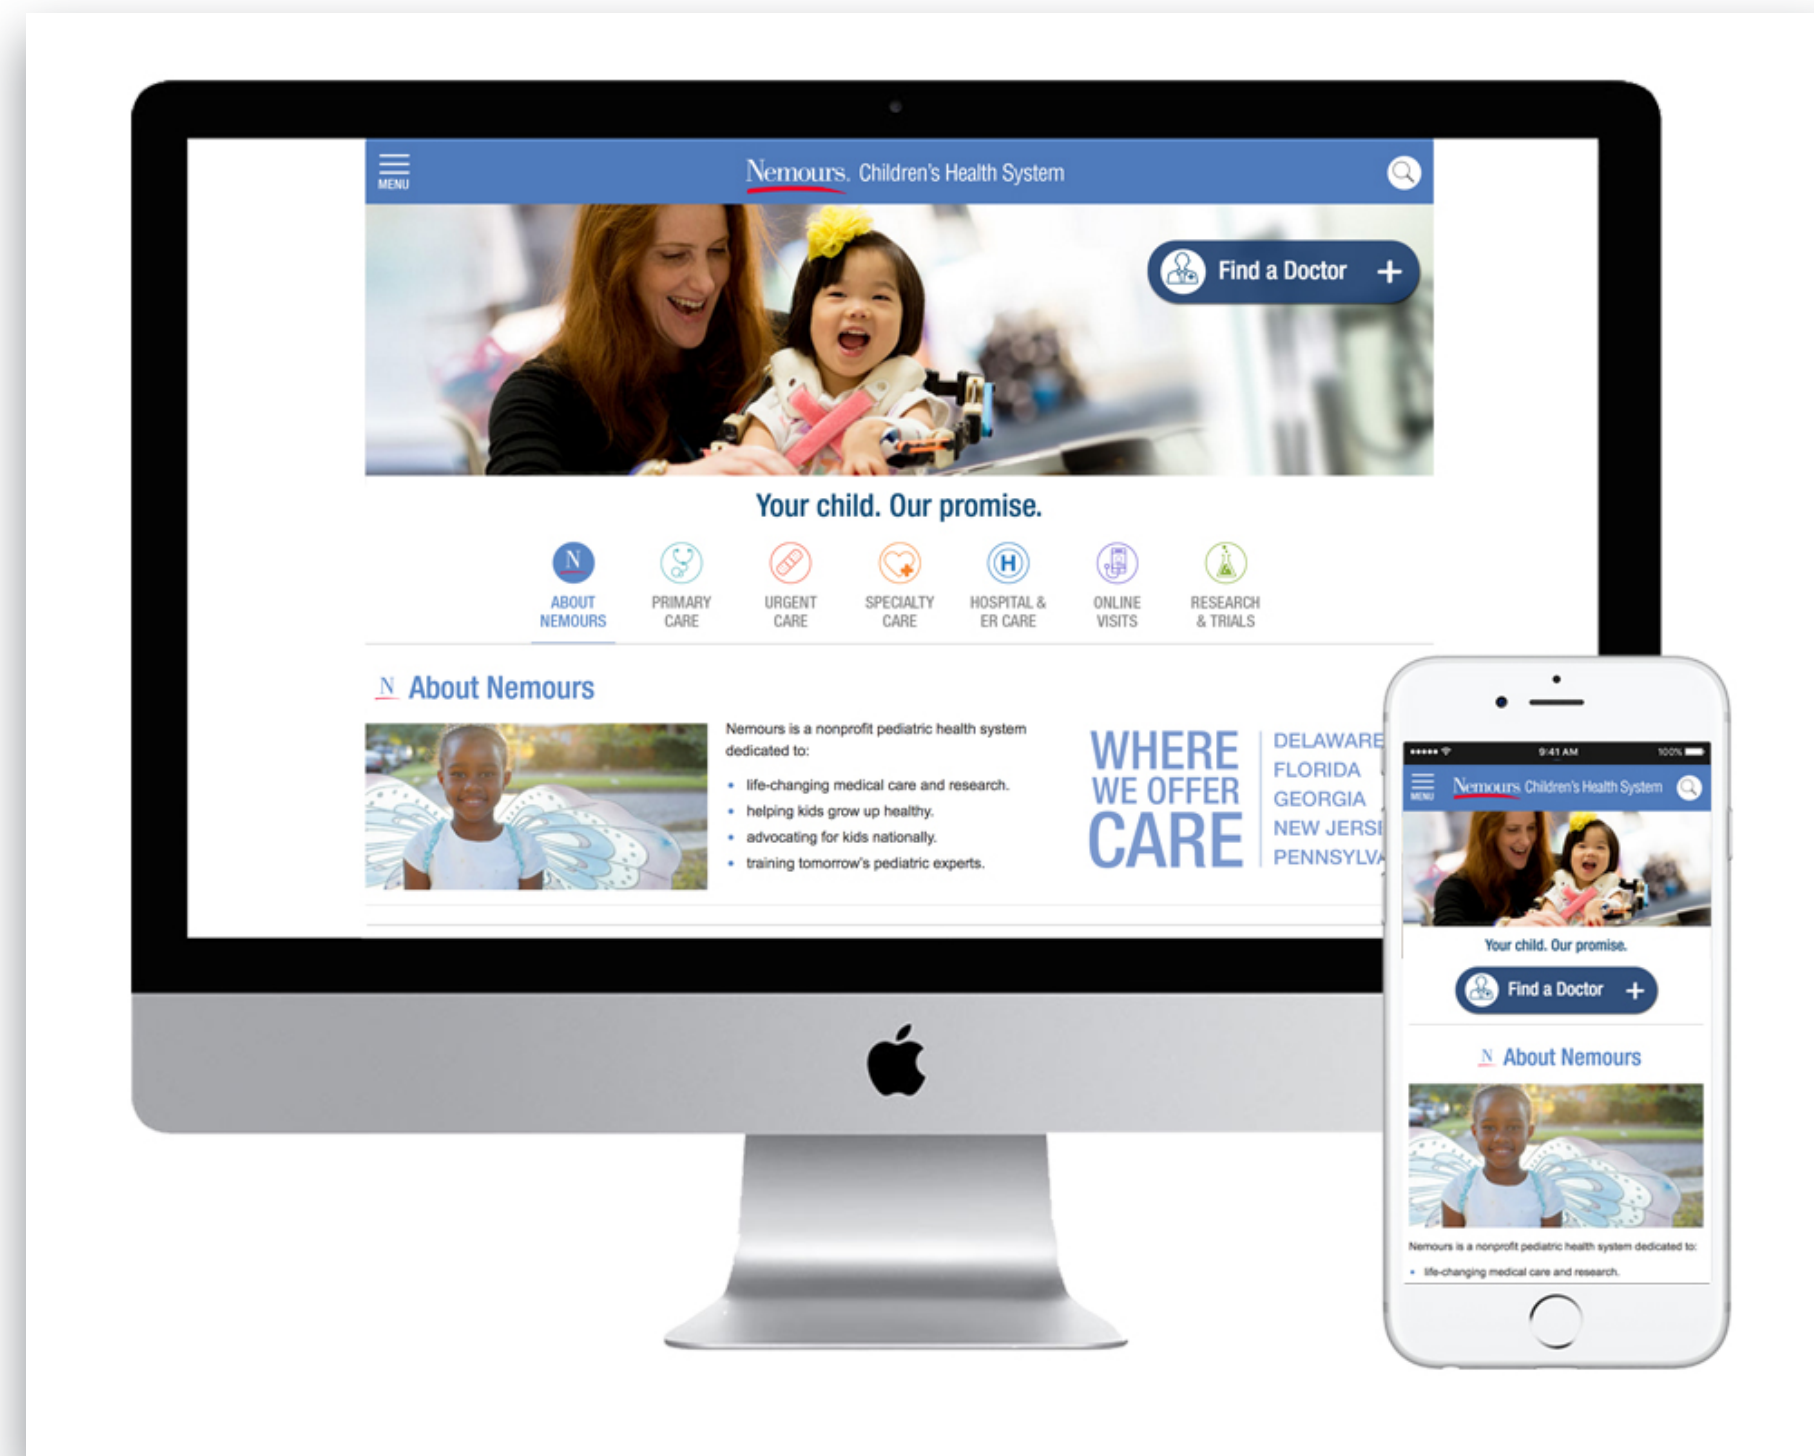 MENU
Nemours. Children's Health System
Find a Doctor +
Your child. Our promise.
N
ABOUT
NEMOURS
PRIMARY
CARE
URGENT
CARE
SPECIALTY
CARE
H
HOSPITAL &
ER CARE
ONLINE
VISITS
RESEARCH
& TRIALS
N About Nemours
Nemours is a nonprofit pediatric health system
dedicated to:
• life-changing medical care and research.
• helping kids grow up healthy.
• advocating for kids nationally.
• training tomorrow's pediatric experts.
WHERE
WE OFFER
CARE
DELAWARE
FLORIDA
GEORGIA
NEW JERS
PENNSYLV
9:41 AM
100%
MENU
Nemours. Children's Health System
Your child. Our promise.
Find a Doctor +
N About Nemours
Nemours is a nonprofit pediatric health system dedicated to:
• life-changing medical care and research.